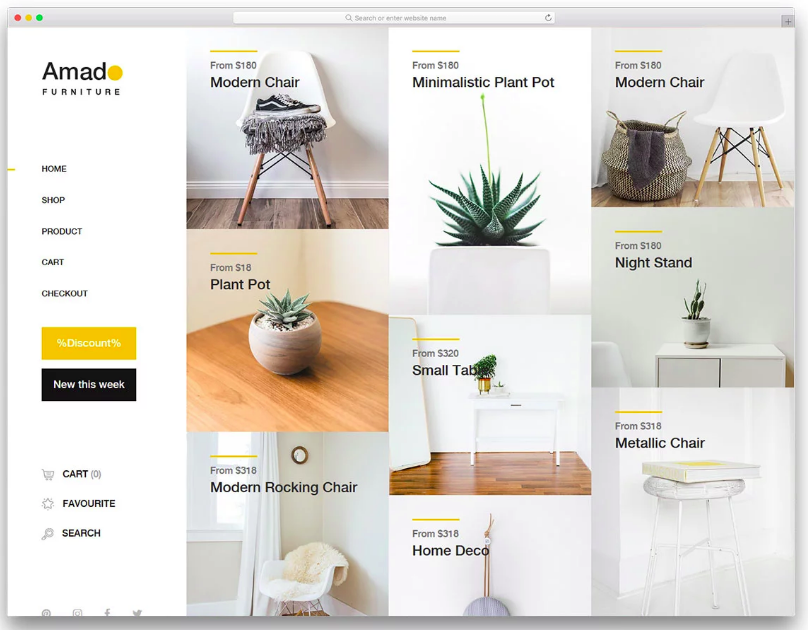 Search or enter website name
Amado
FURNITURE
HOME
SHOP
PRODUCT
CART
CHECKOUT
%Discount%
New this week
CART (0)
FAVOURITE
SEARCH
From $180
Modern Chair
From $18
Plant Pot
From $318
Modern Rocking Chair
From $180
Minimalistic Plant Pot
From $320
Small Table
From $318
Home Deco
From $180
Modern Chair
From $180
Night Stand
From $318
Metallic Chair